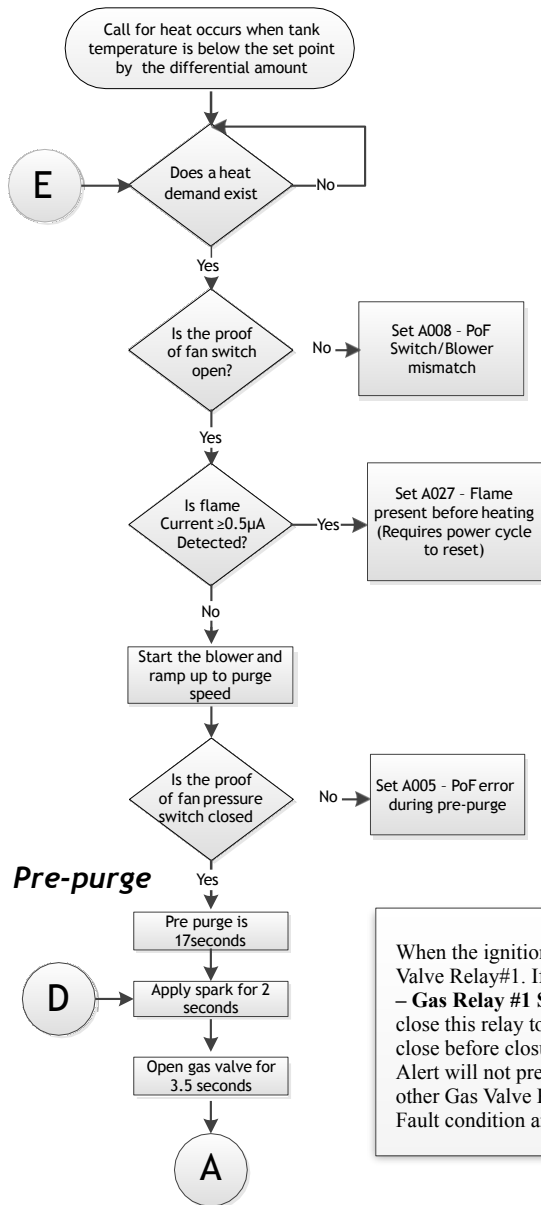 Call for heat occurs when tank
temperature is below the set point
by the differential amount
E
Does a heat
demand exist
No
Yes
Is the proof
of fan switch
open?
No
Set A008 – PoF
Switch/Blower
mismatch
Yes
Is flame
Current ≥0.5µA
Detected?
Yes
Set A027 – Flame
present before heating
(Requires power cycle
to reset)
No
Start the blower and
ramp up to purge
speed
Is the proof
of fan pressure
switch closed
No
Set A005 – PoF error
during pre-purge
Pre-purge
Yes
Pre purge is
17seconds
D
Apply spark for 2
seconds
Open gas valve for
3.5 seconds
A
When the ignition
Valve Relay#1. If
– Gas Relay #1 S
close this relay to
close before closu
Alert will not pre
other Gas Valve
Fault condition a